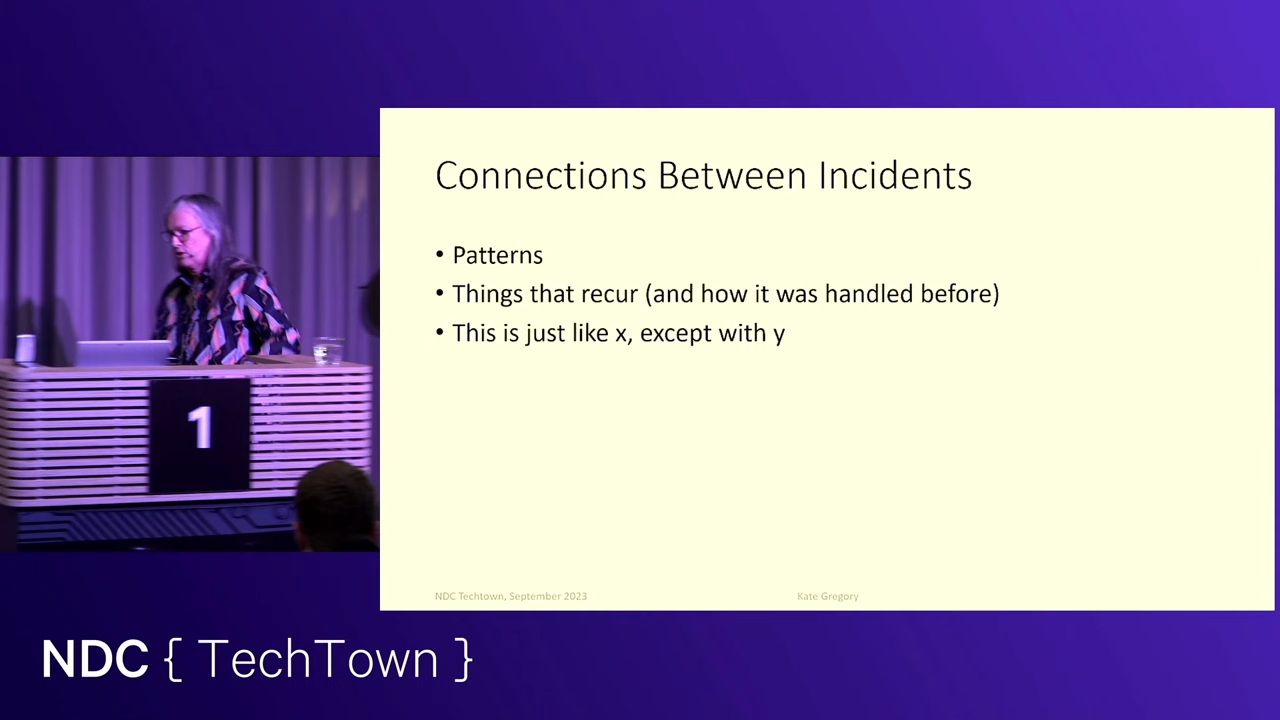 Connections Between Incidents
• Patterns
• Things that recur (and how it was handled before)
• This is just like x, except with y
NDC Techtown, September 2023
Kate Gregory
1
NDC { TechTown }